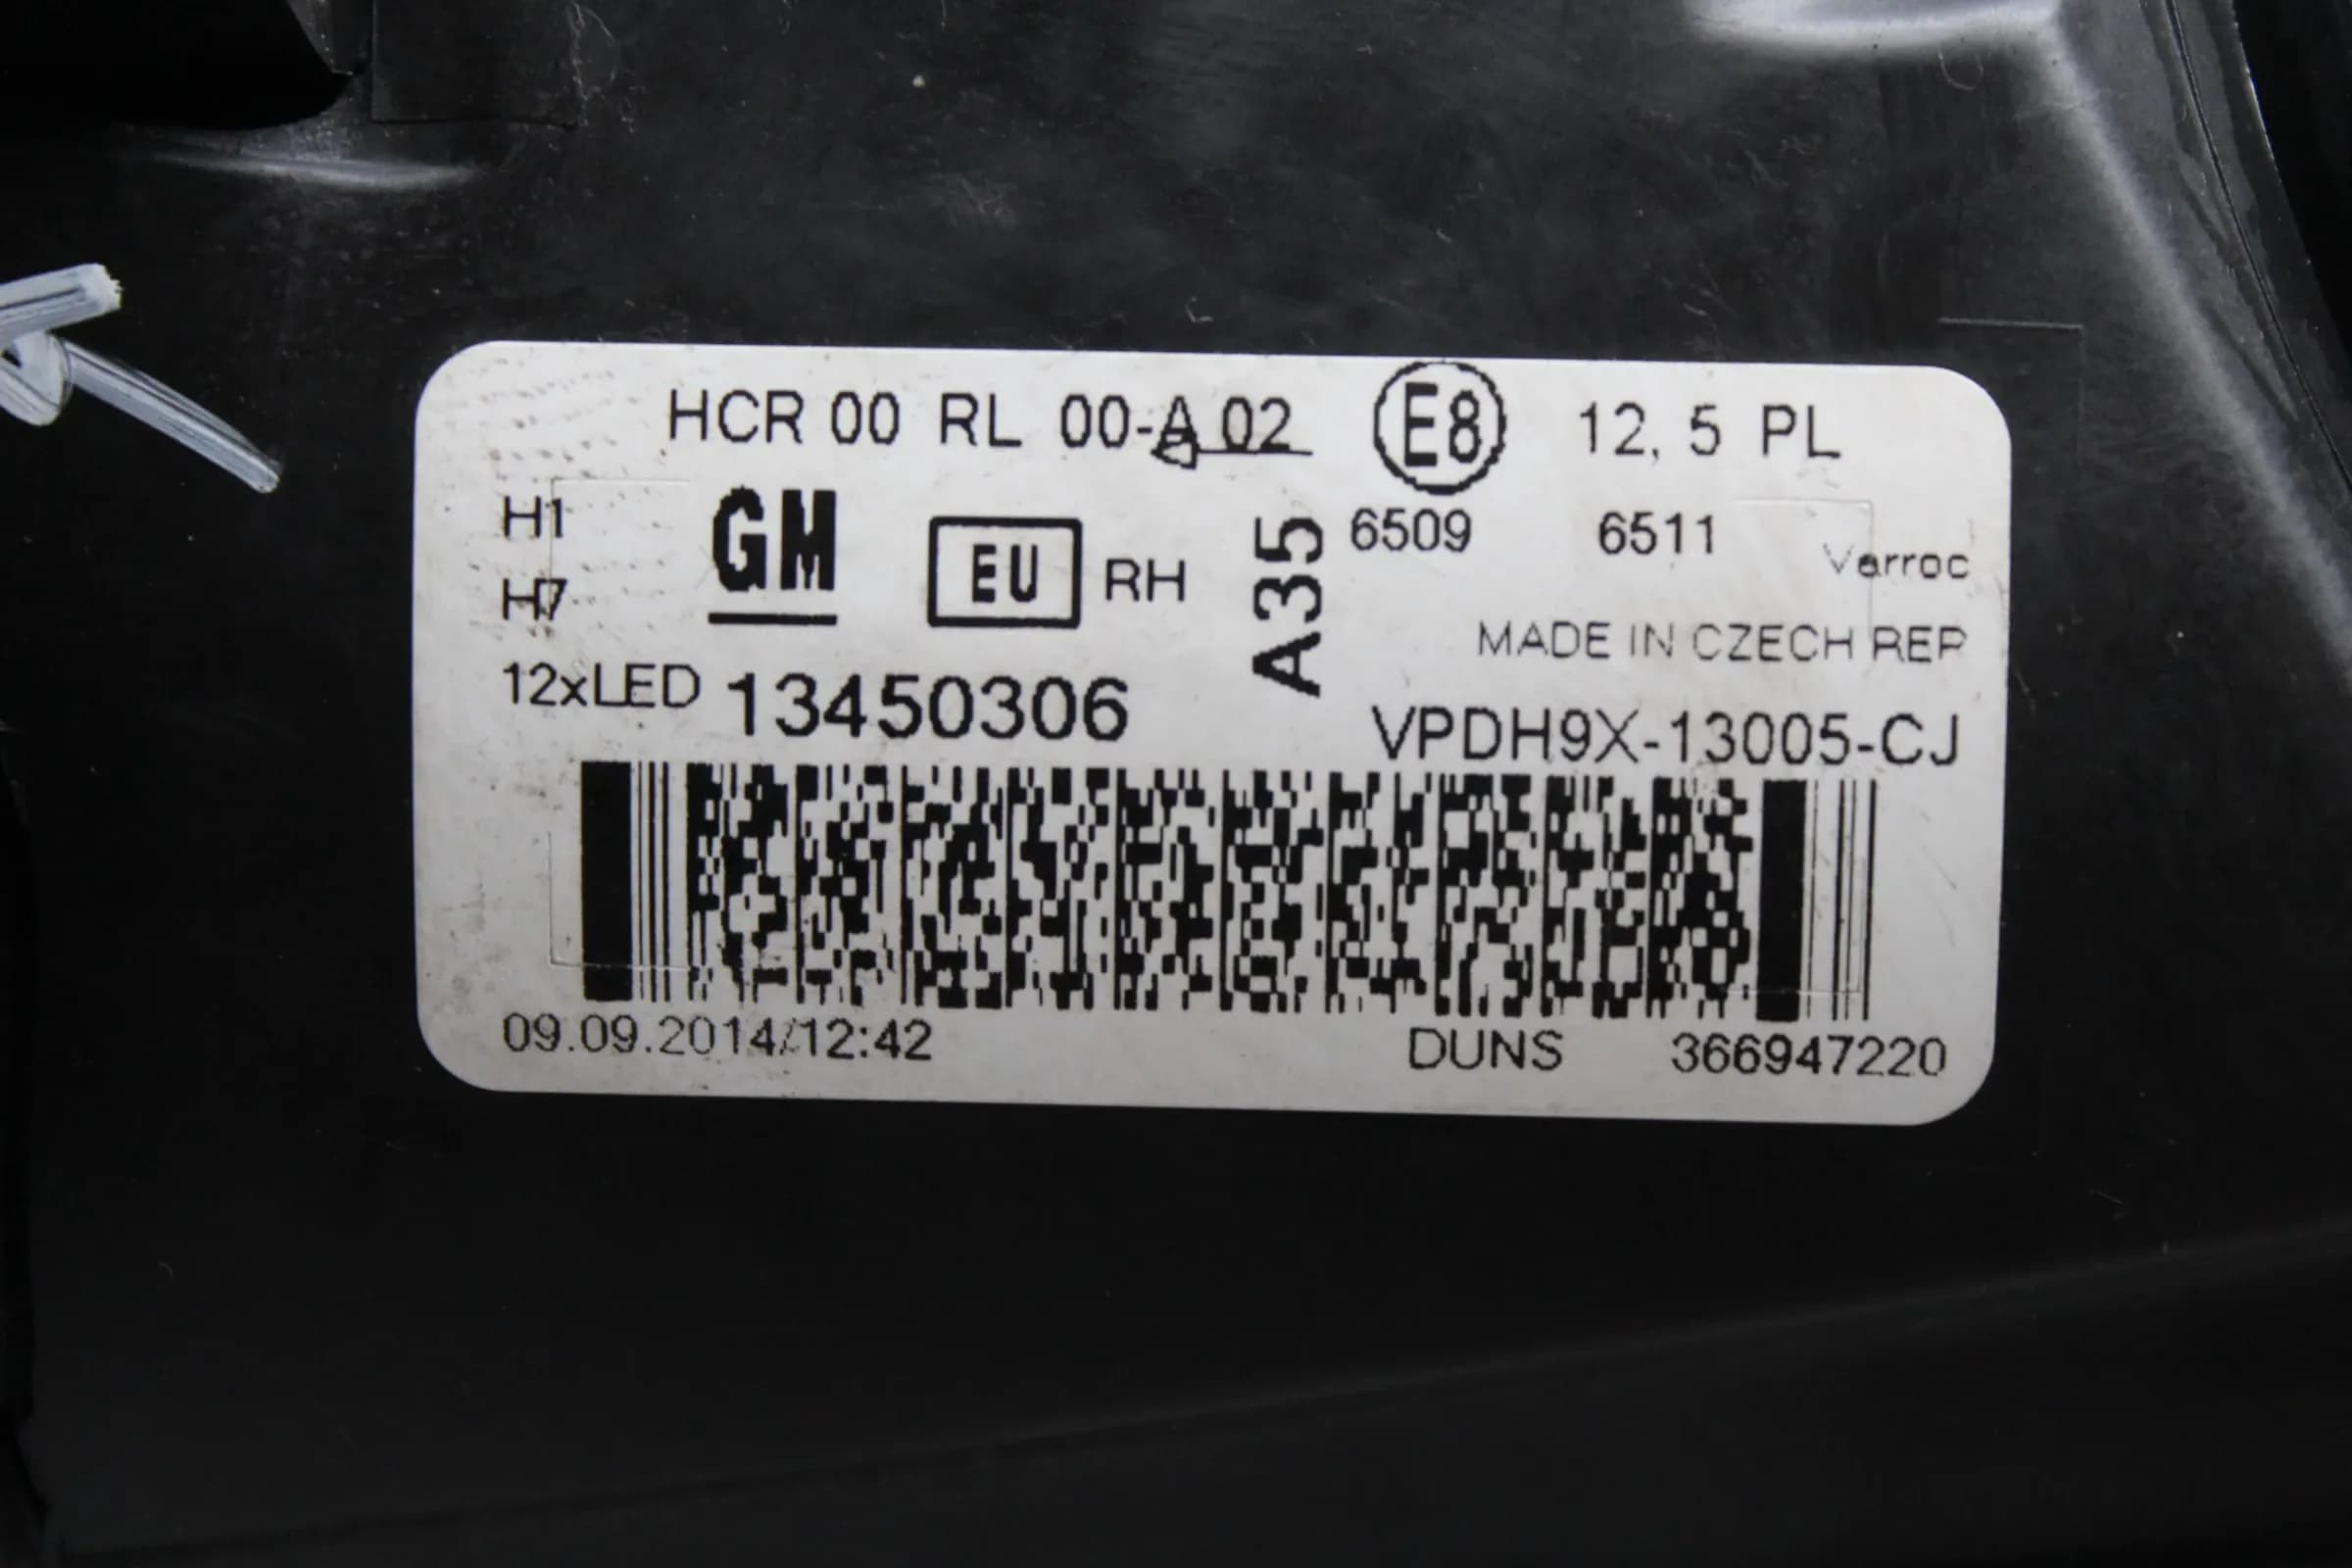 HCR 00 RL 00-A 02 E8 12, 5 PL
H1 GM EU RH A35 6509 6511 Varroc
H7 MADE IN CZECH REP
12xLED 13450306 VPDH9X-13005-CJ
09.09.2014/12:42 DUNS 366947220